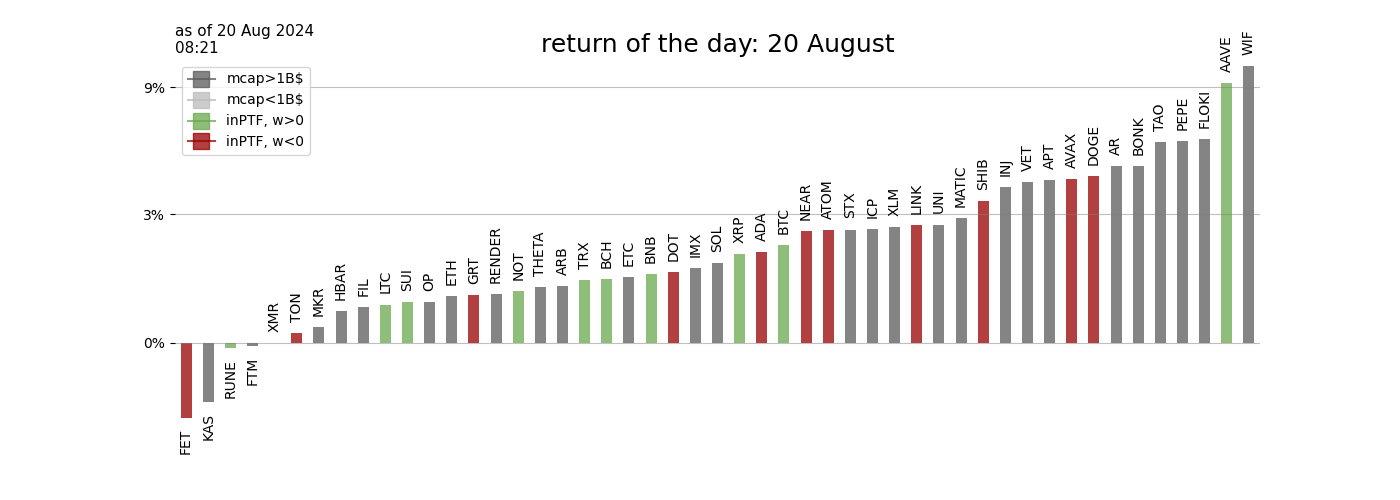 as of 20 Aug 2024
08:21
return of the day: 20 August
mcap>1B$
mcap<1B$
inPTF, w>0
inPTF, w<0
9%
3%
0%
FET
KAS
RUNE
FTM
XMR
TON
MKR
HBAR
FIL
LTC
SUI
OP
ETH
GRT
RENDER
NOT
THETA
ARB
TRX
BCH
ETC
BNB
DOT
IMX
SOL
XRP
ADA
BTC
NEAR
ATOM
STX
ICP
XLM
LINK
UNI
MATIC
SHIB
INJ
VET
APT
AVAX
DOGE
AR
BONK
TAO
PEPE
FLOKI
AAVE
WIF